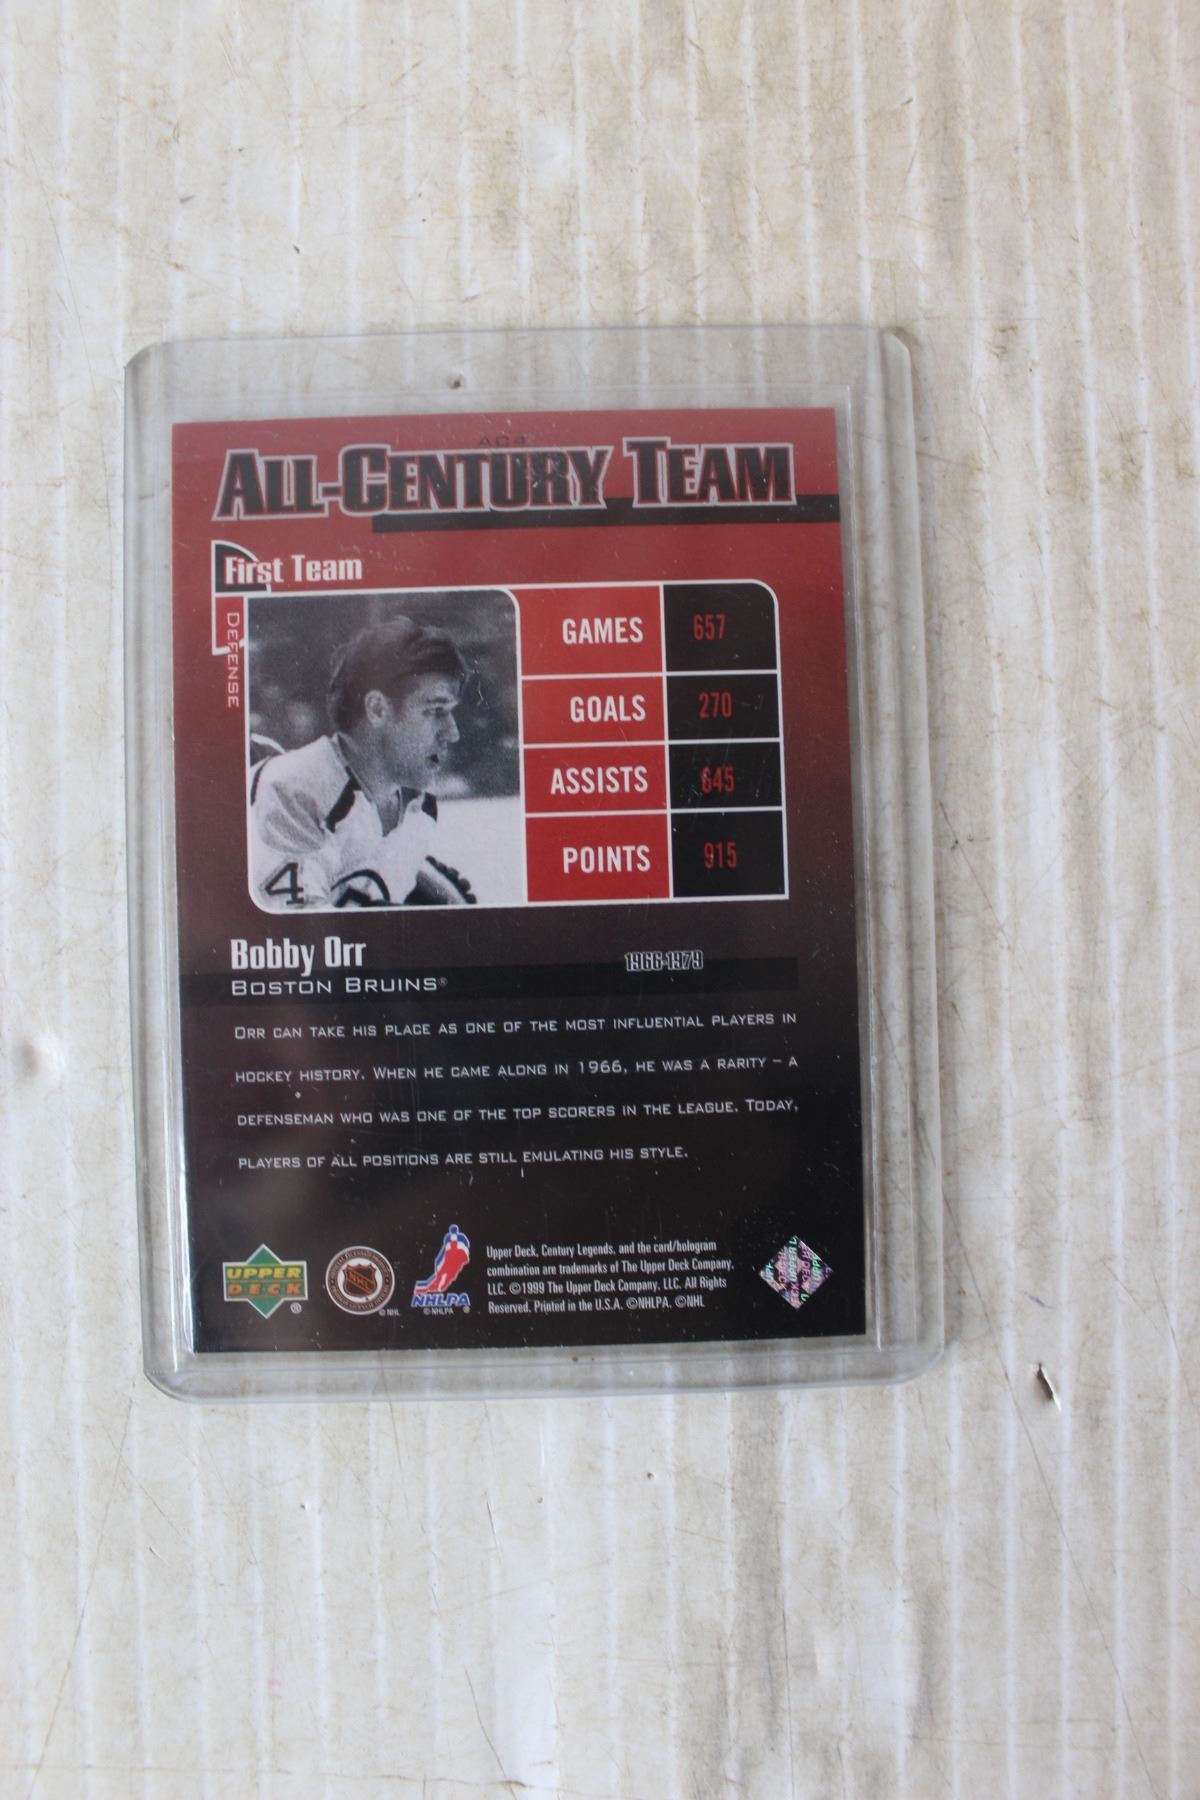 AC4
ALL-CENTURY TEAM
First Team
D
DEFENSE
GAMES 657
GOALS 270
ASSISTS 645
POINTS 915
4
Bobby Orr 1966-1979
BOSTON BRUINS®
ORR CAN TAKE HIS PLACE AS ONE OF THE MOST INFLUENTIAL PLAYERS IN
HOCKEY HISTORY. WHEN HE CAME ALONG IN 1966, HE WAS A RARITY – A
DEFENSEMAN WHO WAS ONE OF THE TOP SCORERS IN THE LEAGUE. TODAY,
PLAYERS OF ALL POSITIONS ARE STILL EMULATING HIS STYLE.
UPPER
DECK ®
NHL
© NHL
NHLPA
©NHLPA ®
Upper Deck, Century Legends, and the card/hologram
combination are trademarks of The Upper Deck Company,
LLC. ©1999 The Upper Deck Company, LLC. All Rights
Reserved. Printed in the U.S.A. ©NHLPA. ©NHL